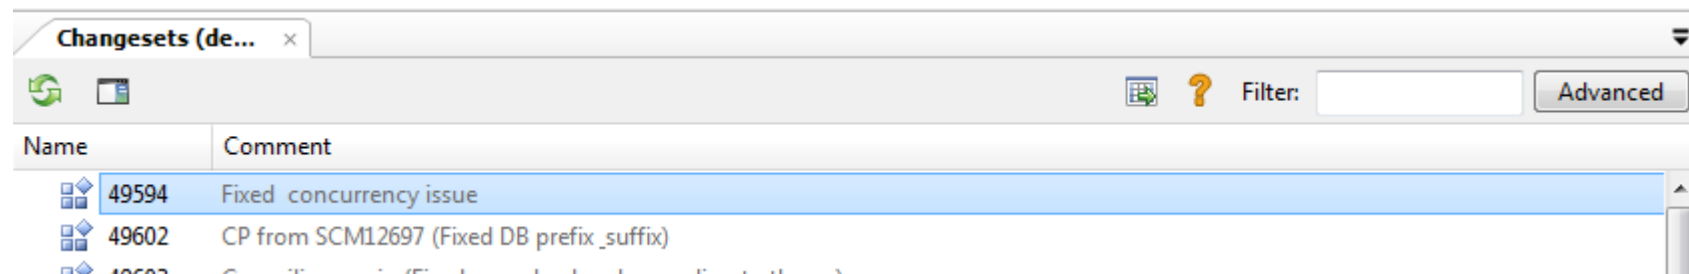 Changesets (de...
Filter:
Advanced
Name Comment
49594 Fixed  concurrency issue
49602 CP from SCM12697 (Fixed DB prefix _suffix)